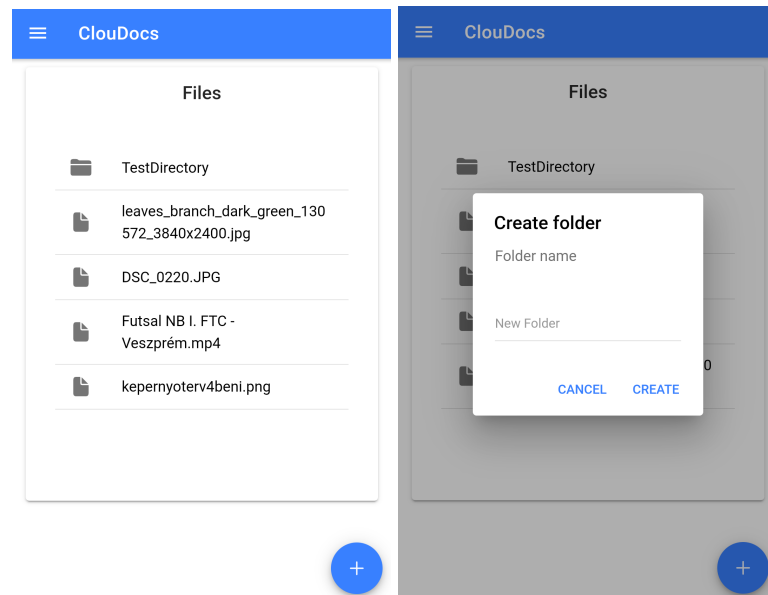 ClouDocs
Files
TestDirectory
leaves_branch_dark_green_130
572_3840x2400.jpg
DSC_0220.JPG
Futsal NB I. FTC -
Veszprém.mp4
kepernyoterv4beni.png
ClouDocs
Files
TestDirectory
Create folder
Folder name
New Folder
0
CANCEL CREATE